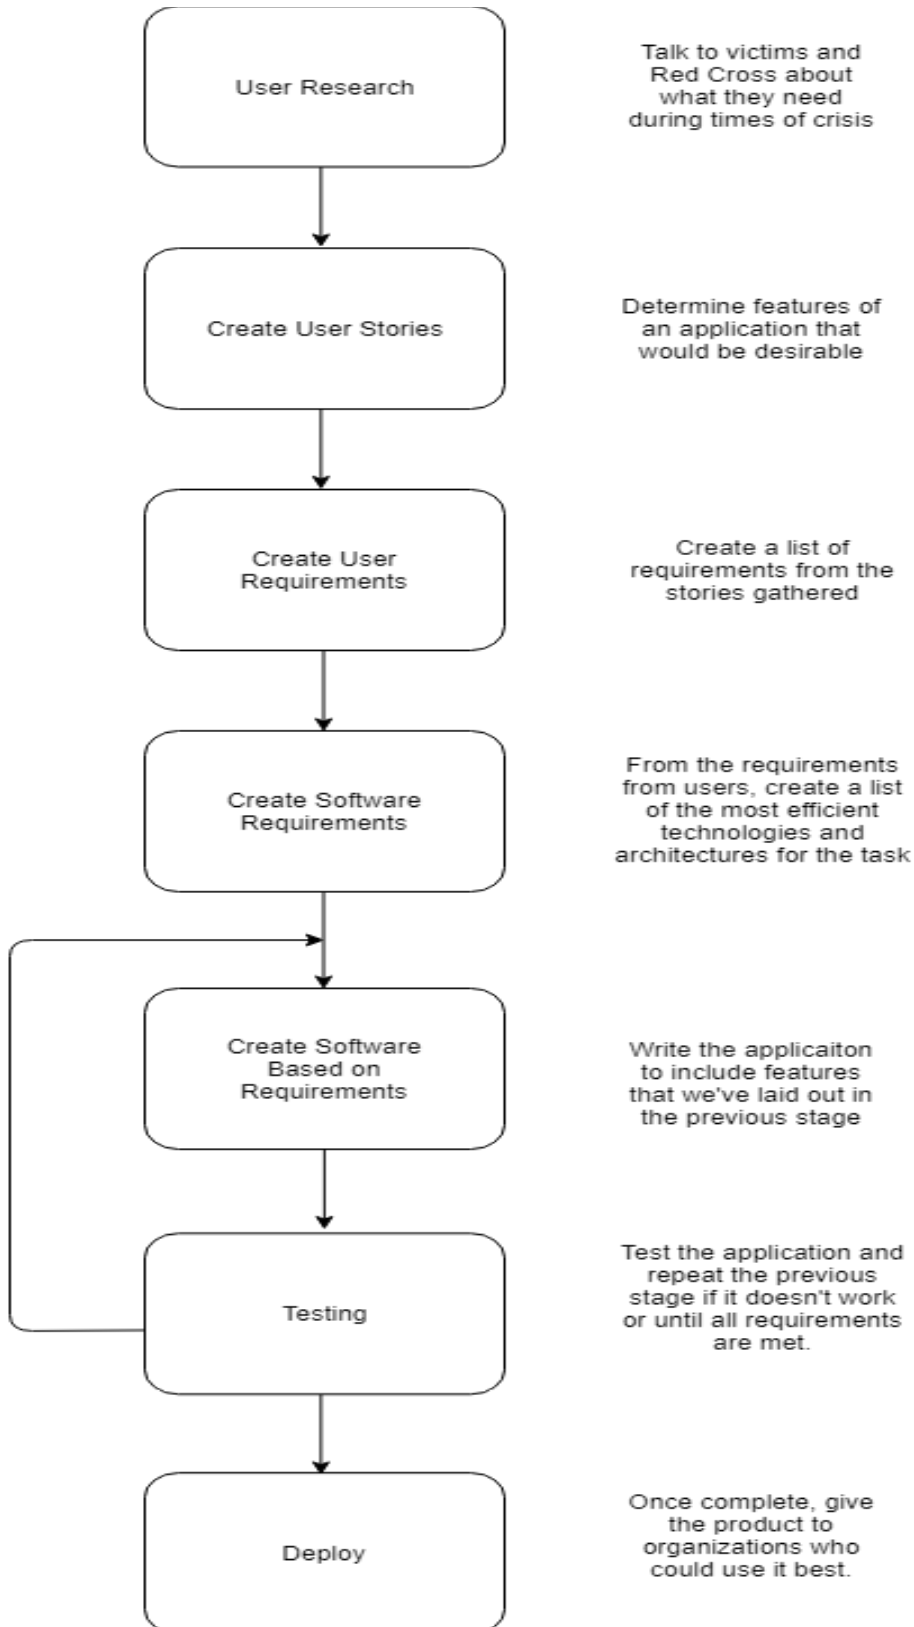 User Research
Talk to victims and
Red Cross about
what they need
during times of crisis
Create User Stories
Determine features of
an application that
would be desirable
Create User
Requirements
Create a list of
requirements from the
stories gathered
Create Software
Requirements
From the requirements
from users, create a list
of the most efficient
technologies and
architectures for the task
Create Software
Based on
Requirements
Write the applicaiton
to include features
that we've laid out in
the previous stage
Testing
Test the application and
repeat the previous
stage if it doesn't work
or until all requirements
are met.
Deploy
Once complete, give
the product to
organizations who
could use it best.